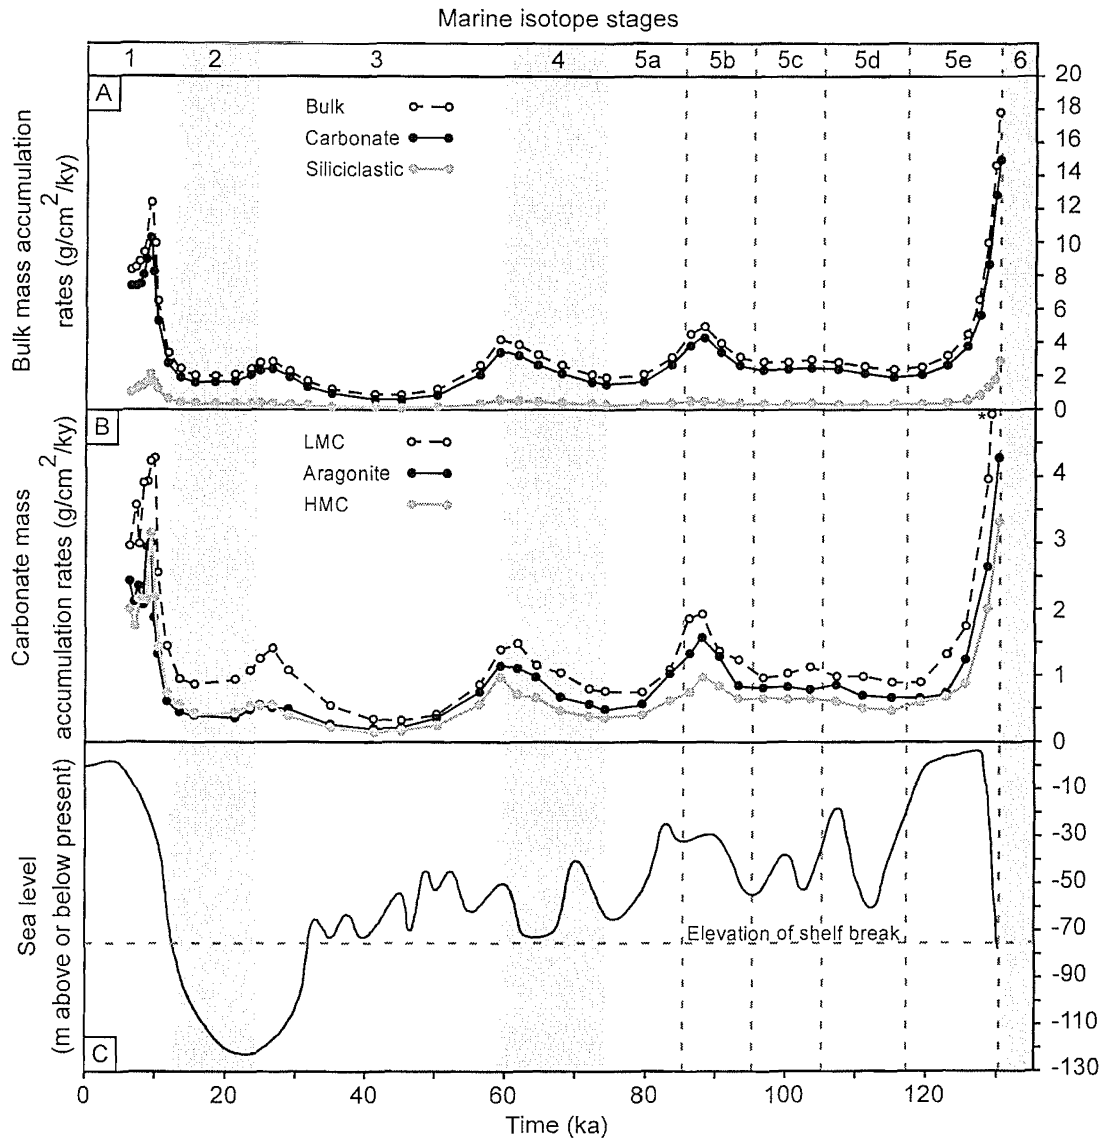 Marine isotope stages
1 2 3 4 5a 5b 5c 5d 5e 6
A
Bulk
Carbonate
Siliciclastic
Bulk mass accumulation
rates (g/cm²/ky)
20
18
16
14
12
10
8
6
4
2
0
B
LMC
Aragonite
HMC
*
Carbonate mass
accumulation rates (g/cm²/ky)
4
3
2
1
0
Sea level
(m above or below present)
-10
-30
-50
-70
-90
-110
-130
Elevation of shelf break
C
0 20 40 60 80 100 120
Time (ka)